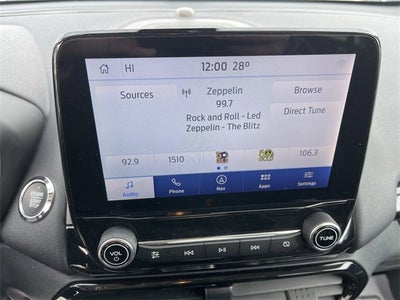 HI 12:00 28°
Sources Zeppelin Browse
99.7
Direct Tune
Rock and Roll - Led
Zeppelin - The Blitz
92.9 1510 106.3
Audio Phone Nav Apps Settings
VOL TUNE